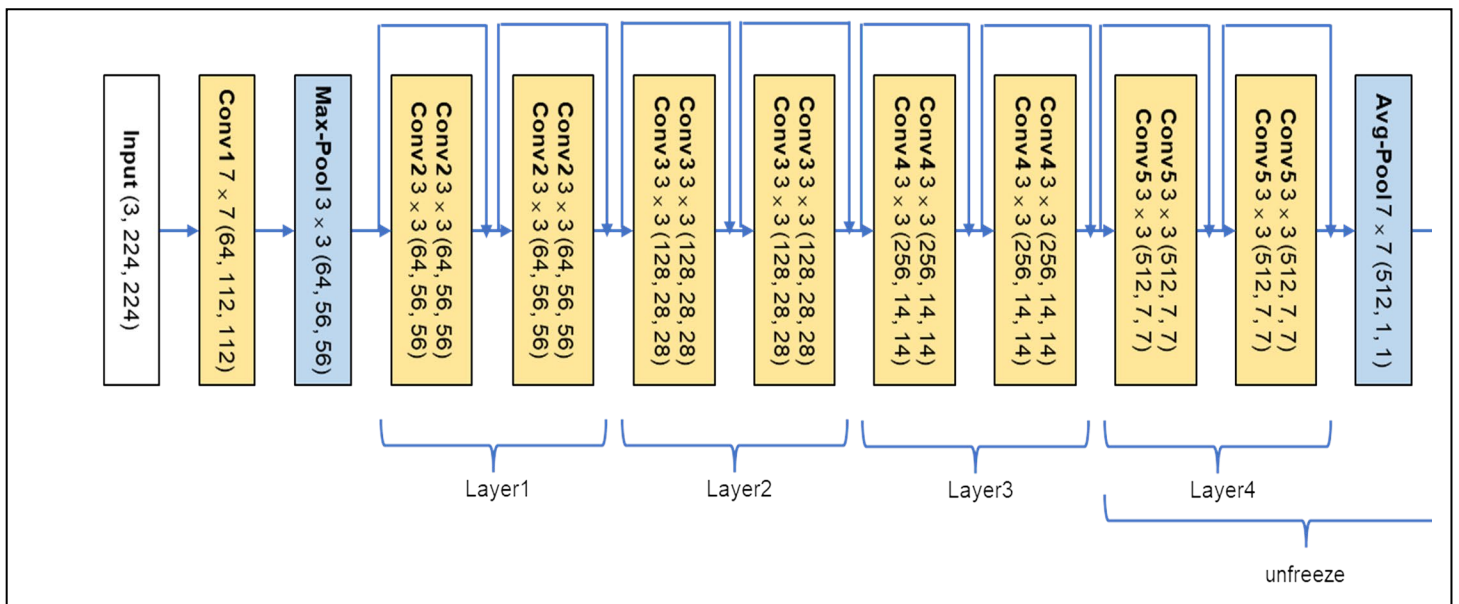 Input (3, 224, 224)
Conv1 7 × 7 (64, 112, 112)
Max-Pool 3 × 3 (64, 56, 56)
Conv2 3 × 3 (64, 56, 56)
Conv2 3 × 3 (64, 56, 56)
Conv2 3 × 3 (64, 56, 56)
Conv2 3 × 3 (64, 56, 56)
Conv3 3 × 3 (128, 28, 28)
Conv3 3 × 3 (128, 28, 28)
Conv3 3 × 3 (128, 28, 28)
Conv3 3 × 3 (128, 28, 28)
Conv4 3 × 3 (256, 14, 14)
Conv4 3 × 3 (256, 14, 14)
Conv4 3 × 3 (256, 14, 14)
Conv4 3 × 3 (256, 14, 14)
Conv5 3 × 3 (512, 7, 7)
Conv5 3 × 3 (512, 7, 7)
Conv5 3 × 3 (512, 7, 7)
Conv5 3 × 3 (512, 7, 7)
Avg-Pool 7 × 7 (512, 1, 1)
Layer1
Layer2
Layer3
Layer4
unfreeze